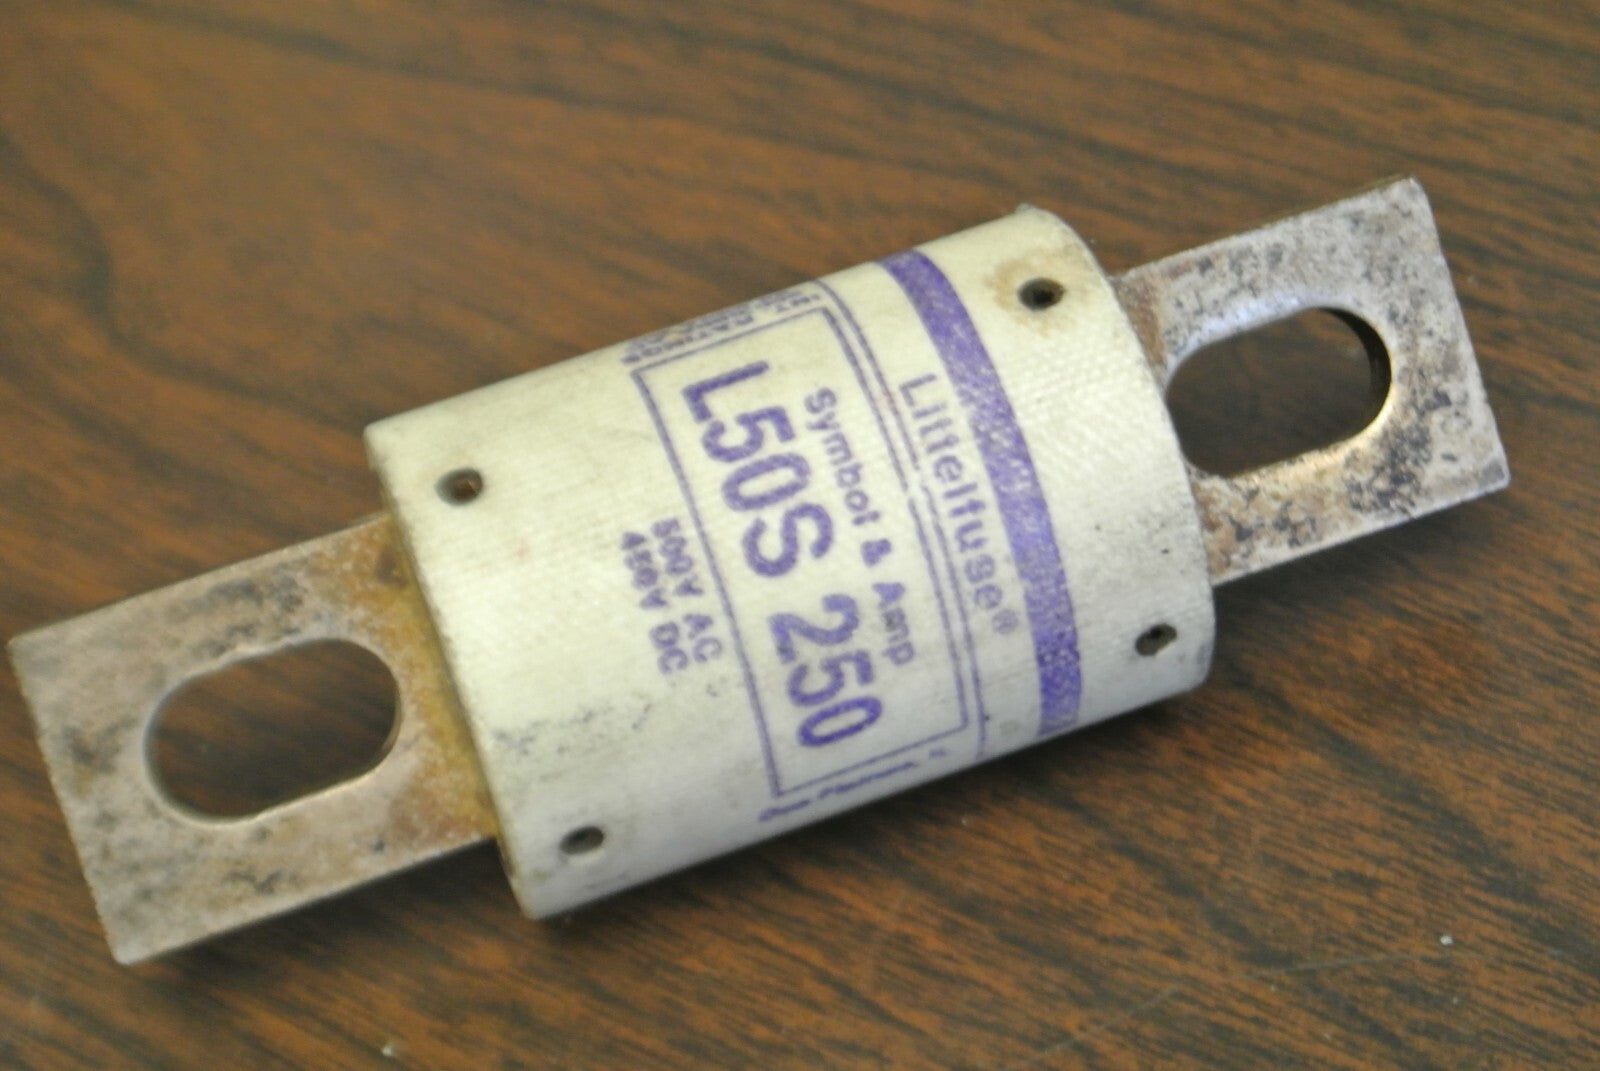 Littelfuse®
Symbol & Amp
L50S 250
500V AC
450V DC